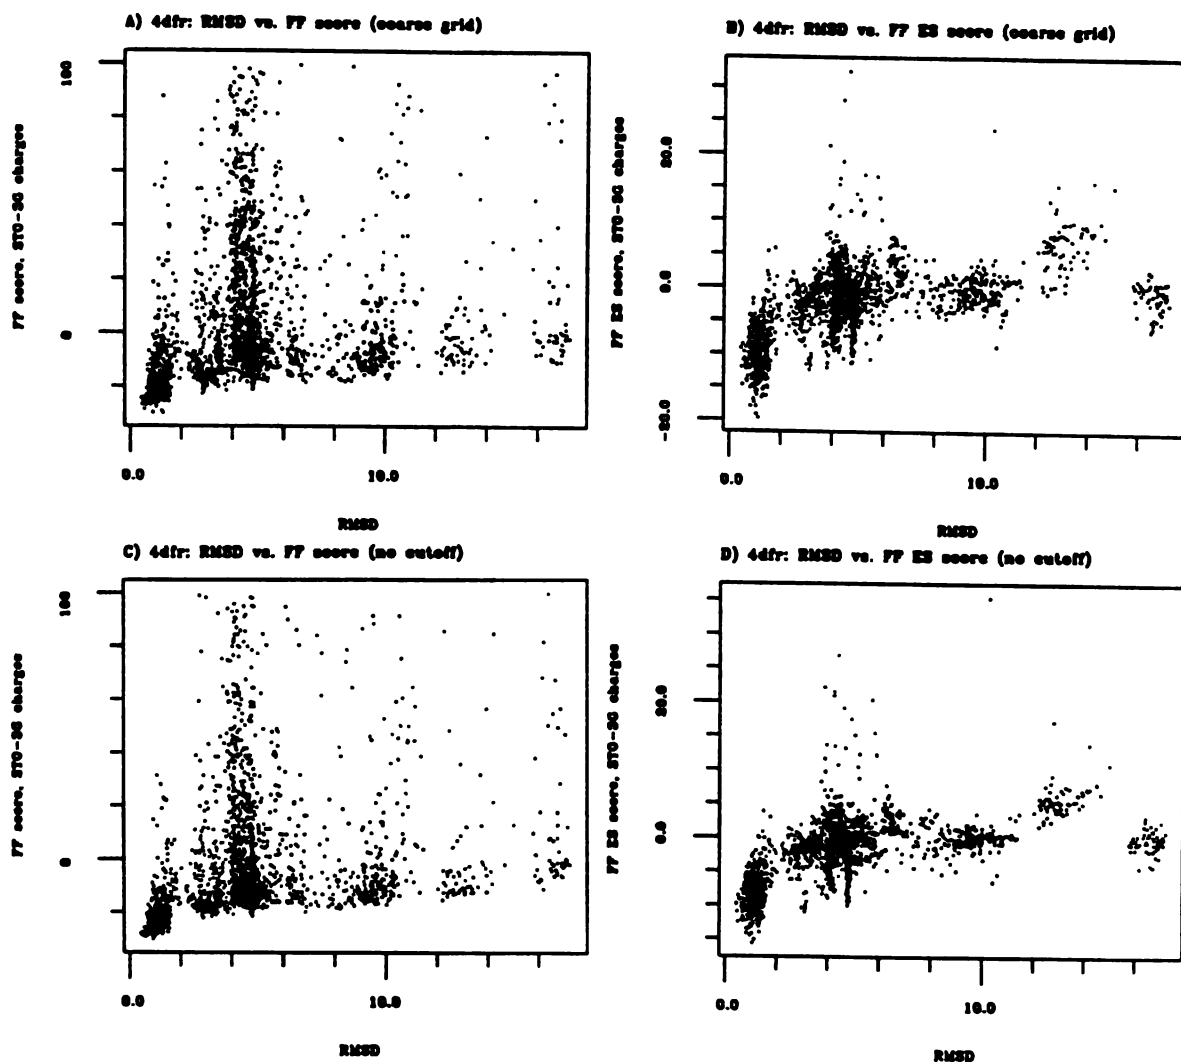 A) 4dfr: RMSD vs. FF score (coarse grid)
100
0
FF score, STO-3G charges
0.0
10.0
RMSD
B) 4dfr: RMSD vs. FF ES score (coarse grid)
20.0
0.0
-20.0
FF ES score, STO-3G charges
0.0
10.0
RMSD
C) 4dfr: RMSD vs. FF score (no cutoff)
100
0
FF score, STO-3G charges
0.0
10.0
RMSD
D) 4dfr: RMSD vs. FF ES score (no cutoff)
20.0
0.0
FF ES score, STO-3G charges
0.0
10.0
RMSD